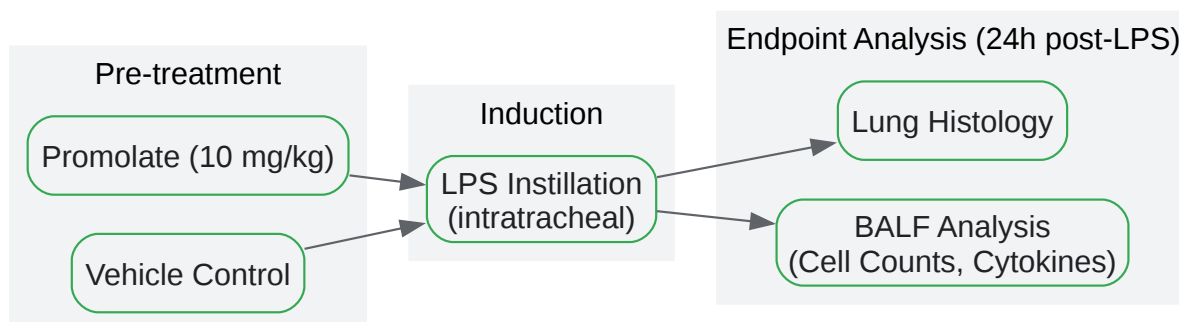 Pre-treatment
Promolate (10 mg/kg)
Vehicle Control
Induction
LPS Instillation
(intratracheal)
Endpoint Analysis (24h post-LPS)
Lung Histology
BALF Analysis
(Cell Counts, Cytokines)